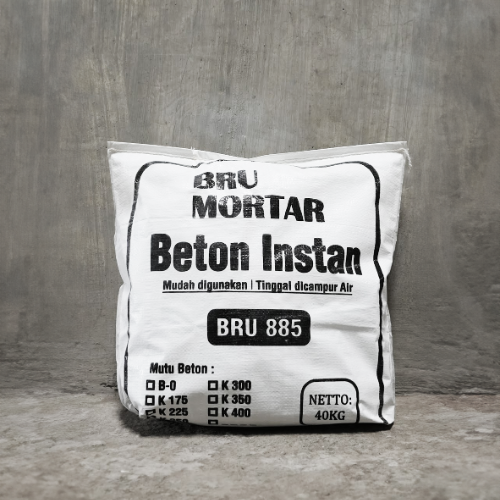 BRU
MORTAR
Beton Instan
Mudah digunakan | Tinggal dicampur Air
BRU 885
Mutu Beton :
B-0
K 300
K 175
K 350
K 225
K 400
NETTO:
40KG